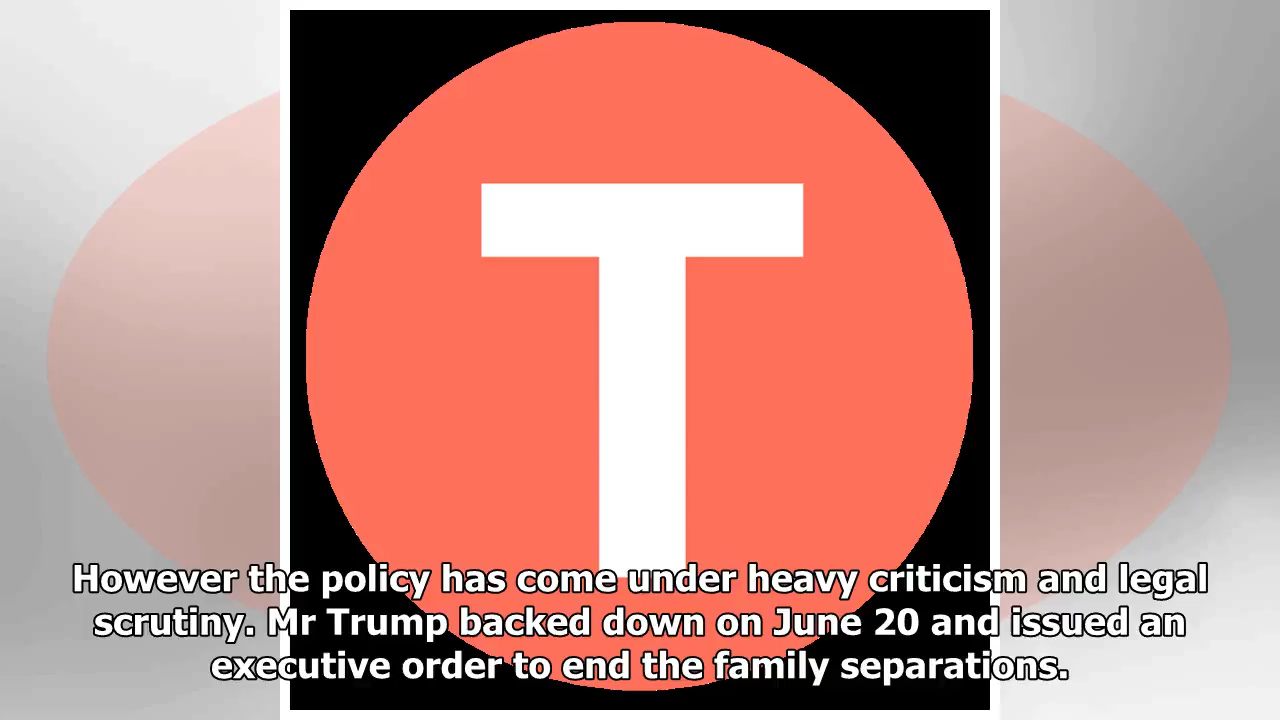 T
However the policy has come under heavy criticism and legal
scrutiny. Mr Trump backed down on June 20 and issued an
executive order to end the family separations.